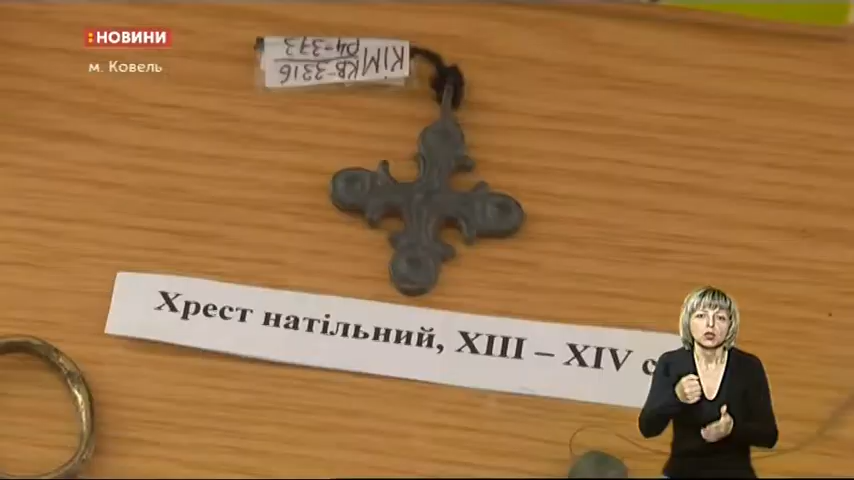 :НОВИНИ
м. Ковель
КІМ
КВ-3316
РЧ-373
Хрест натільний, XIII – XIV с